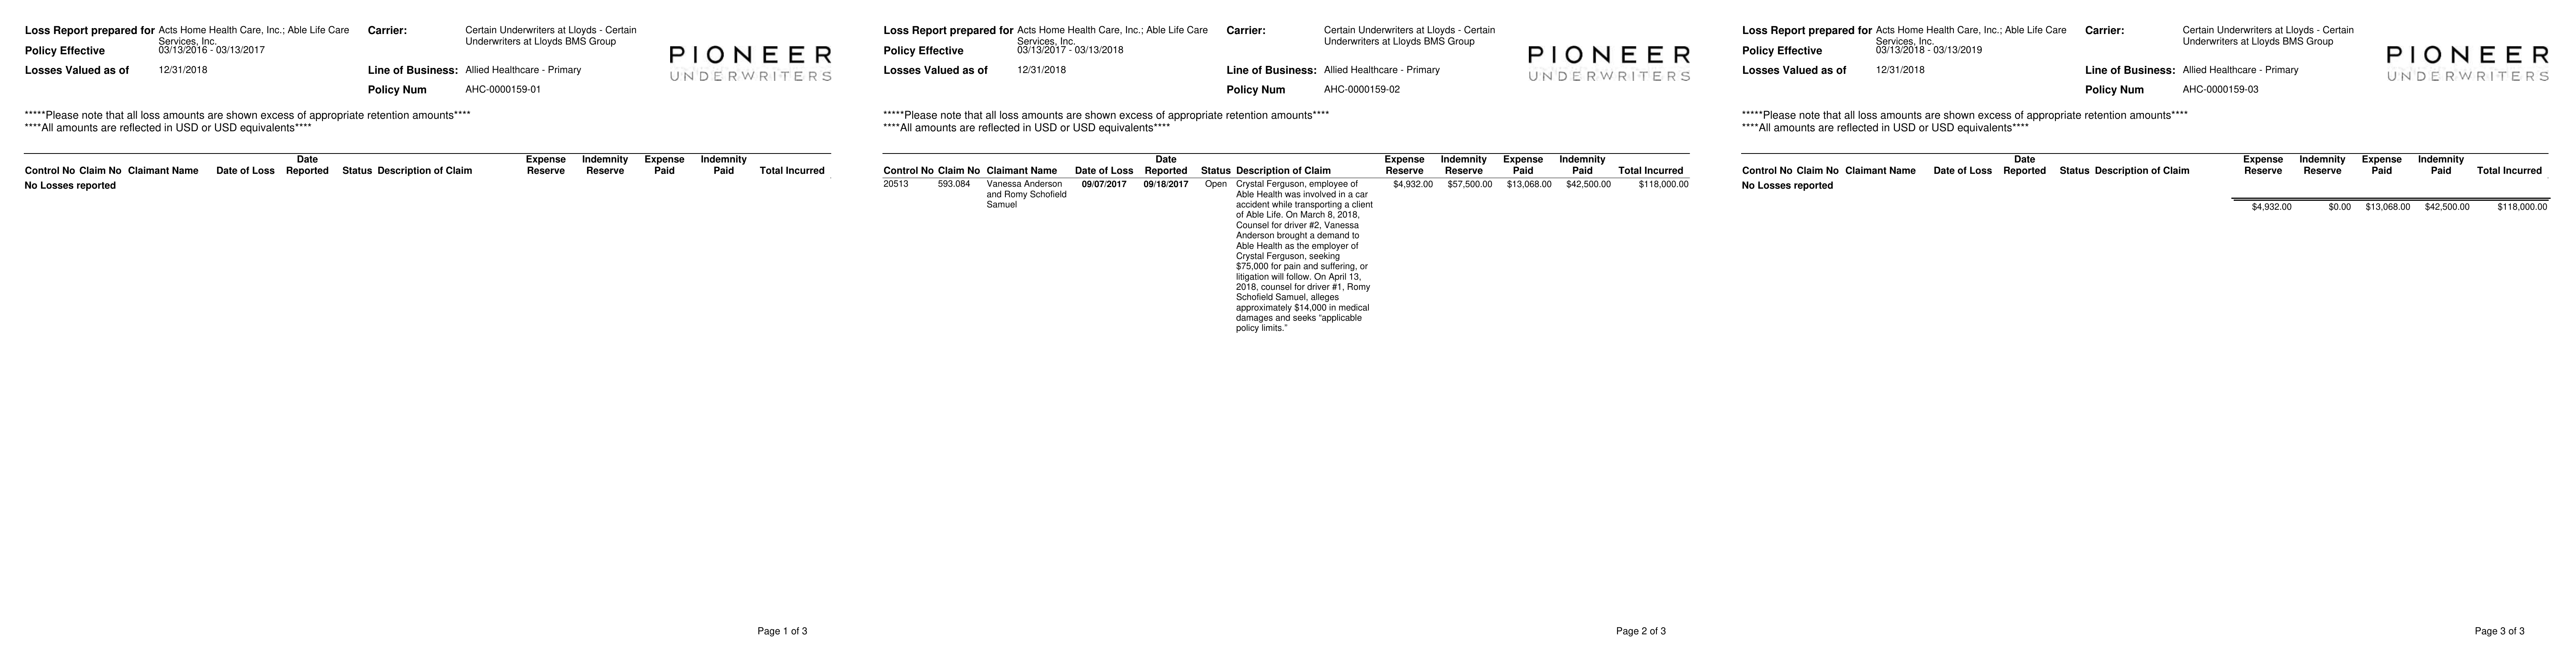 Loss Report prepared for Acts Home Health Care, Inc.; Able Life Care Services, Inc.
Carrier: Certain Underwriters at Lloyds - Certain Underwriters at Lloyds BMS Group
PIONEER
UNDERWRITERS
Policy Effective 03/13/2016 - 03/13/2017
Losses Valued as of 12/31/2018
Line of Business: Allied Healthcare - Primary
Policy Num AHC-0000159-01
*****Please note that all loss amounts are shown excess of appropriate retention amounts****
****All amounts are reflected in USD or USD equivalents****
Control No Claim No Claimant Name Date of Loss Date Reported Status Description of Claim Expense Reserve Indemnity Reserve Expense Paid Indemnity Paid Total Incurred
No Losses reported
Page 1 of 3
Loss Report prepared for Acts Home Health Care, Inc.; Able Life Care Services, Inc.
Carrier: Certain Underwriters at Lloyds - Certain Underwriters at Lloyds BMS Group
PIONEER
UNDERWRITERS
Policy Effective 03/13/2017 - 03/13/2018
Losses Valued as of 12/31/2018
Line of Business: Allied Healthcare - Primary
Policy Num AHC-0000159-02
*****Please note that all loss amounts are shown excess of appropriate retention amounts****
****All amounts are reflected in USD or USD equivalents****
Control No Claim No Claimant Name Date of Loss Date Reported Status Description of Claim Expense Reserve Indemnity Reserve Expense Paid Indemnity Paid Total Incurred
20513 593.084 Vanessa Anderson and Romy Schofield Samuel 09/07/2017 09/18/2017 Open
Crystal Ferguson, employee of
Able Health was involved in a car
accident while transporting a client
of Able Life. On March 8, 2018,
Counsel for driver #2, Vanessa
Anderson brought a demand to
Able Health as the employer of
Crystal Ferguson, seeking
$75,000 for pain and suffering, or
litigation will follow. On April 13,
2018, counsel for driver #1, Romy
Schofield Samuel, alleges
approximately $14,000 in medical
damages and seeks “applicable
policy limits.”
$4,932.00 $57,500.00 $13,068.00 $42,500.00 $118,000.00
Page 2 of 3
Loss Report prepared for Acts Home Health Care, Inc.; Able Life Care Services, Inc.
Carrier: Certain Underwriters at Lloyds - Certain Underwriters at Lloyds BMS Group
PIONEER
UNDERWRITERS
Policy Effective 03/13/2018 - 03/13/2019
Losses Valued as of 12/31/2018
Line of Business: Allied Healthcare - Primary
Policy Num AHC-0000159-03
*****Please note that all loss amounts are shown excess of appropriate retention amounts****
****All amounts are reflected in USD or USD equivalents****
Control No Claim No Claimant Name Date of Loss Date Reported Status Description of Claim Expense Reserve Indemnity Reserve Expense Paid Indemnity Paid Total Incurred
No Losses reported
$4,932.00 $0.00 $13,068.00 $42,500.00 $118,000.00
Page 3 of 3